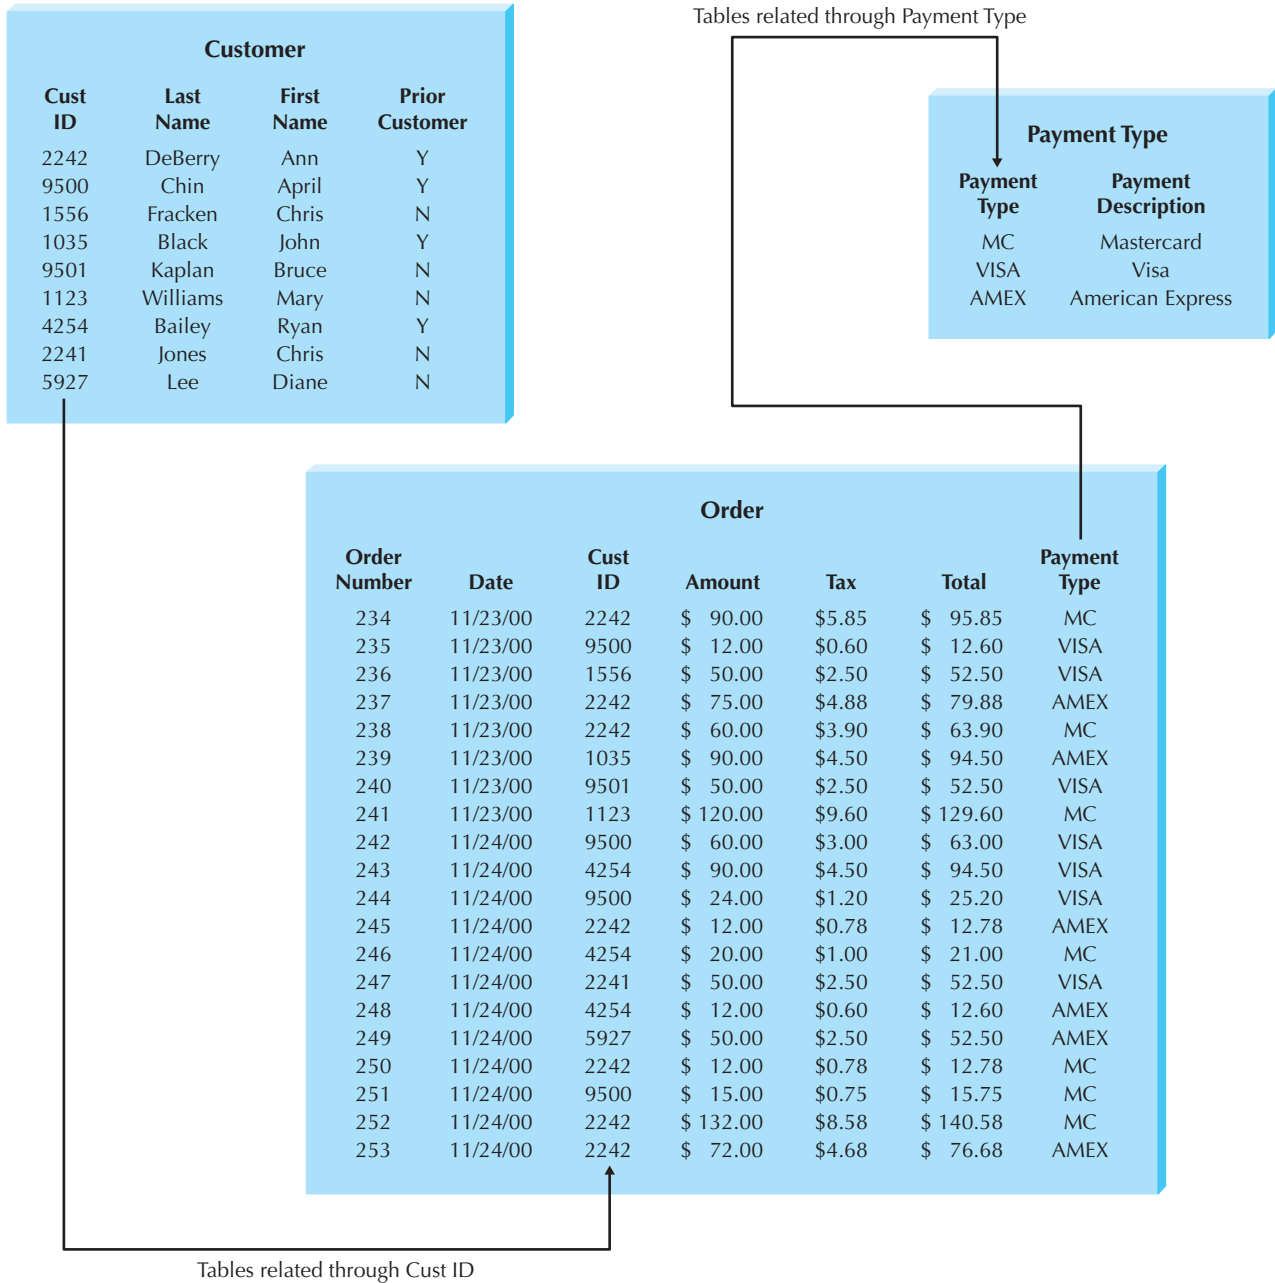 Tables related through Payment Type
Customer
Cust ID Last Name First Name Prior Customer
2242 DeBerry Ann Y
9500 Chin April Y
1556 Fracken Chris N
1035 Black John Y
9501 Kaplan Bruce N
1123 Williams Mary N
4254 Bailey Ryan Y
2241 Jones Chris N
5927 Lee Diane N
Payment Type
Payment Type Payment Description
MC Mastercard
VISA Visa
AMEX American Express
Order
Order Number Date Cust ID Amount Tax Total Payment Type
234 11/23/00 2242 $ 90.00 $5.85 $ 95.85 MC
235 11/23/00 9500 $ 12.00 $0.60 $ 12.60 VISA
236 11/23/00 1556 $ 50.00 $2.50 $ 52.50 VISA
237 11/23/00 2242 $ 75.00 $4.88 $ 79.88 AMEX
238 11/23/00 2242 $ 60.00 $3.90 $ 63.90 MC
239 11/23/00 1035 $ 90.00 $4.50 $ 94.50 AMEX
240 11/23/00 9501 $ 50.00 $2.50 $ 52.50 VISA
241 11/23/00 1123 $ 120.00 $9.60 $ 129.60 MC
242 11/24/00 9500 $ 60.00 $3.00 $ 63.00 VISA
243 11/24/00 4254 $ 90.00 $4.50 $ 94.50 VISA
244 11/24/00 9500 $ 24.00 $1.20 $ 25.20 VISA
245 11/24/00 2242 $ 12.00 $0.78 $ 12.78 AMEX
246 11/24/00 4254 $ 20.00 $1.00 $ 21.00 MC
247 11/24/00 2241 $ 50.00 $2.50 $ 52.50 VISA
248 11/24/00 4254 $ 12.00 $0.60 $ 12.60 AMEX
249 11/24/00 5927 $ 50.00 $2.50 $ 52.50 AMEX
250 11/24/00 2242 $ 12.00 $0.78 $ 12.78 MC
251 11/24/00 9500 $ 15.00 $0.75 $ 15.75 MC
252 11/24/00 2242 $ 132.00 $8.58 $ 140.58 MC
253 11/24/00 2242 $ 72.00 $4.68 $ 76.68 AMEX
Tables related through Cust ID